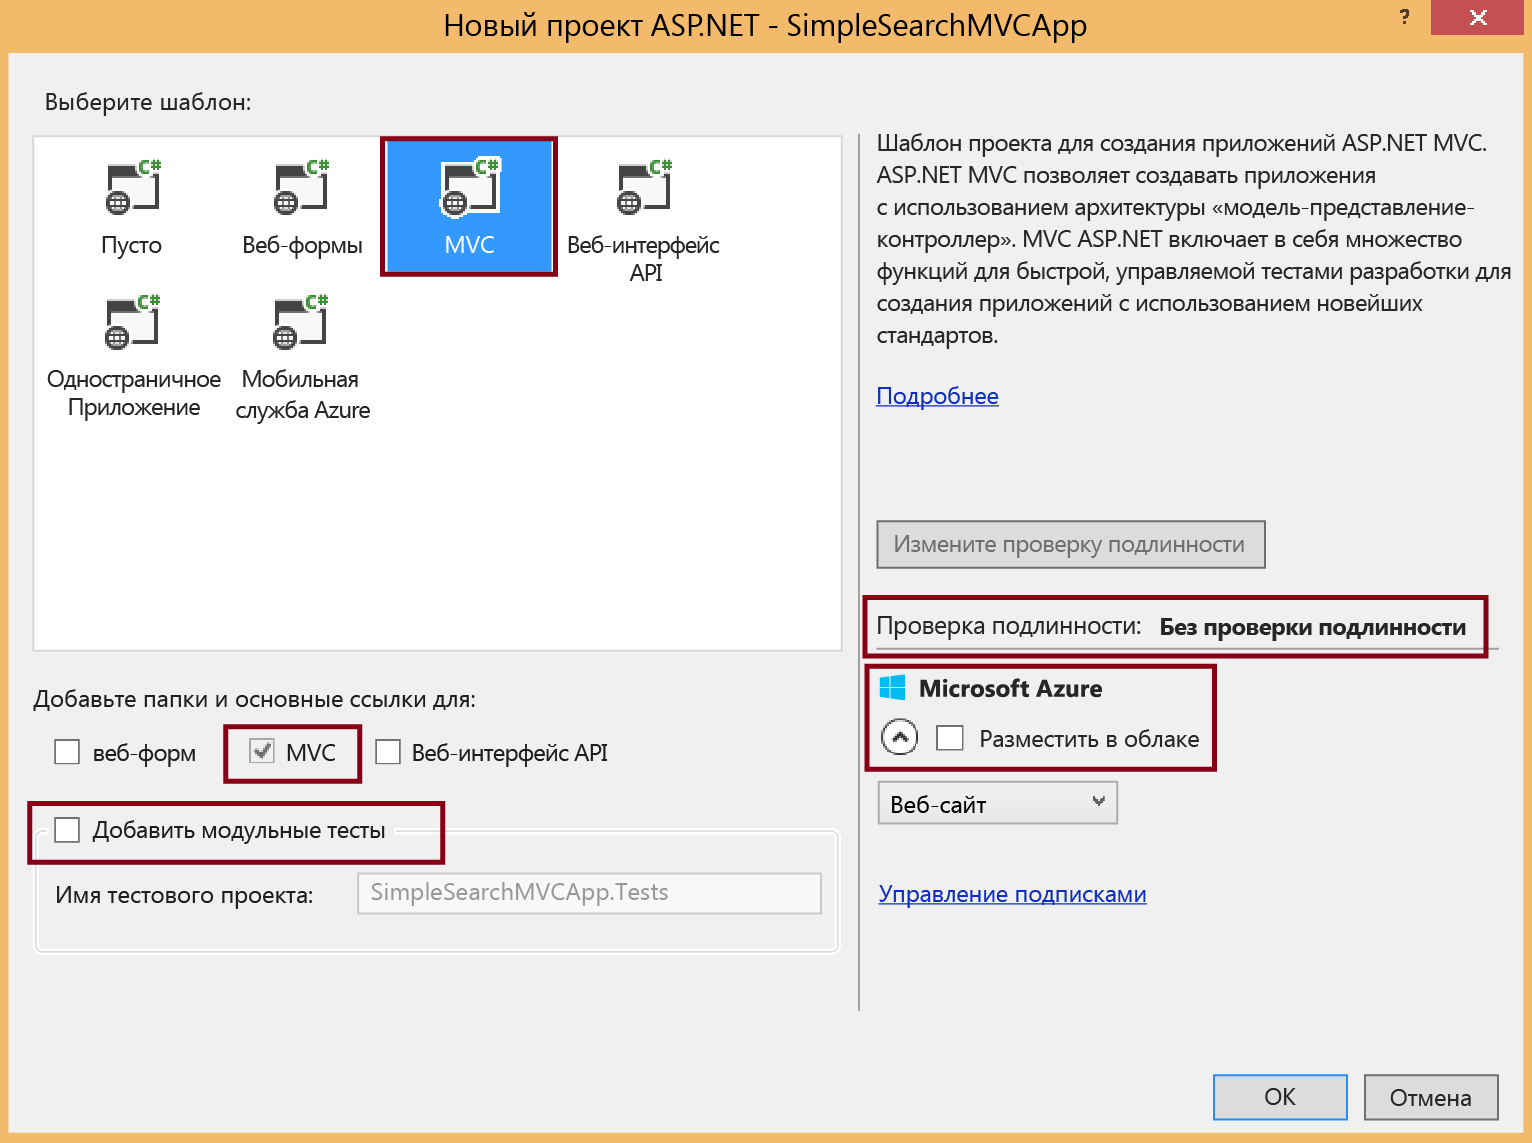 Новый проект ASP.NET - SimpleSearchMVCApp
?
Выберите шаблон:
C#
C#
C#
C#
Пусто
Веб-формы
MVC
Веб-интерфейс
API
C#
C#
Одностраничное
Приложение
Мобильная
служба Azure
Шаблон проекта для создания приложений ASP.NET MVC.
ASP.NET MVC позволяет создавать приложения
с использованием архитектуры «модель-представление-
контроллер». MVC ASP.NET включает в себя множество
функций для быстрой, управляемой тестами разработки для
создания приложений с использованием новейших
стандартов.
Подробнее
Измените проверку подлинности
Проверка подлинности: Без проверки подлинности
Microsoft Azure
Разместить в облаке
Веб-сайт
Управление подписками
Добавьте папки и основные ссылки для:
веб-форм
MVC
Веб-интерфейс API
Добавить модульные тесты
Имя тестового проекта:
SimpleSearchMVCApp.Tests
ОК
Отмена